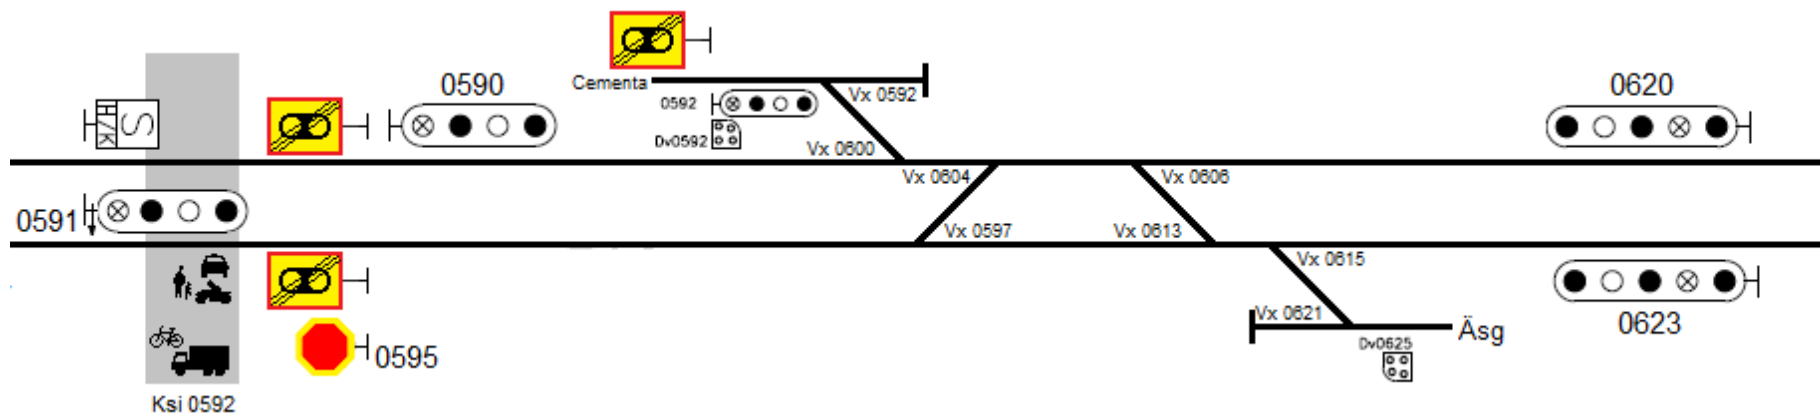 0590
0620
Cementa
Vx 0592
0592
H/K
S
Dv0592
Vx 0600
Vx 0604
Vx 0606
0591
Vx 0597
Vx 0613
Vx 0615
Vx 0621
Äsg
0623
Dv0625
0595
Ksi 0592